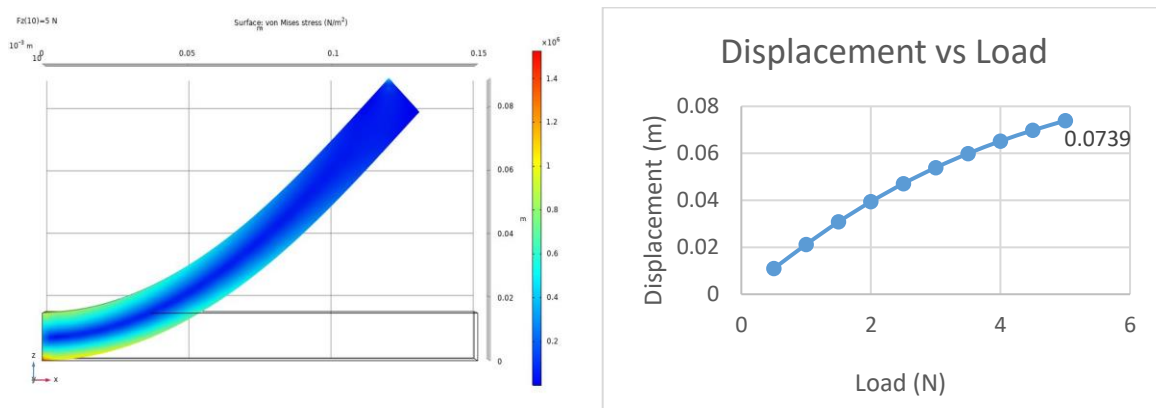 Fz(10)=5 N
Surface: von Mises stress (N/m²)
m
10⁻³ m
10
0
0.05
0.1
0.15
×10⁶
1.4
1.2
1
0.8
0.6
0.4
0.2
0.08
0.06
0.04
0.02
0
m
z
x
Displacement vs Load
Displacement (m)
0.08
0.06
0.04
0.02
0
0.0739
0
2
4
6
Load (N)